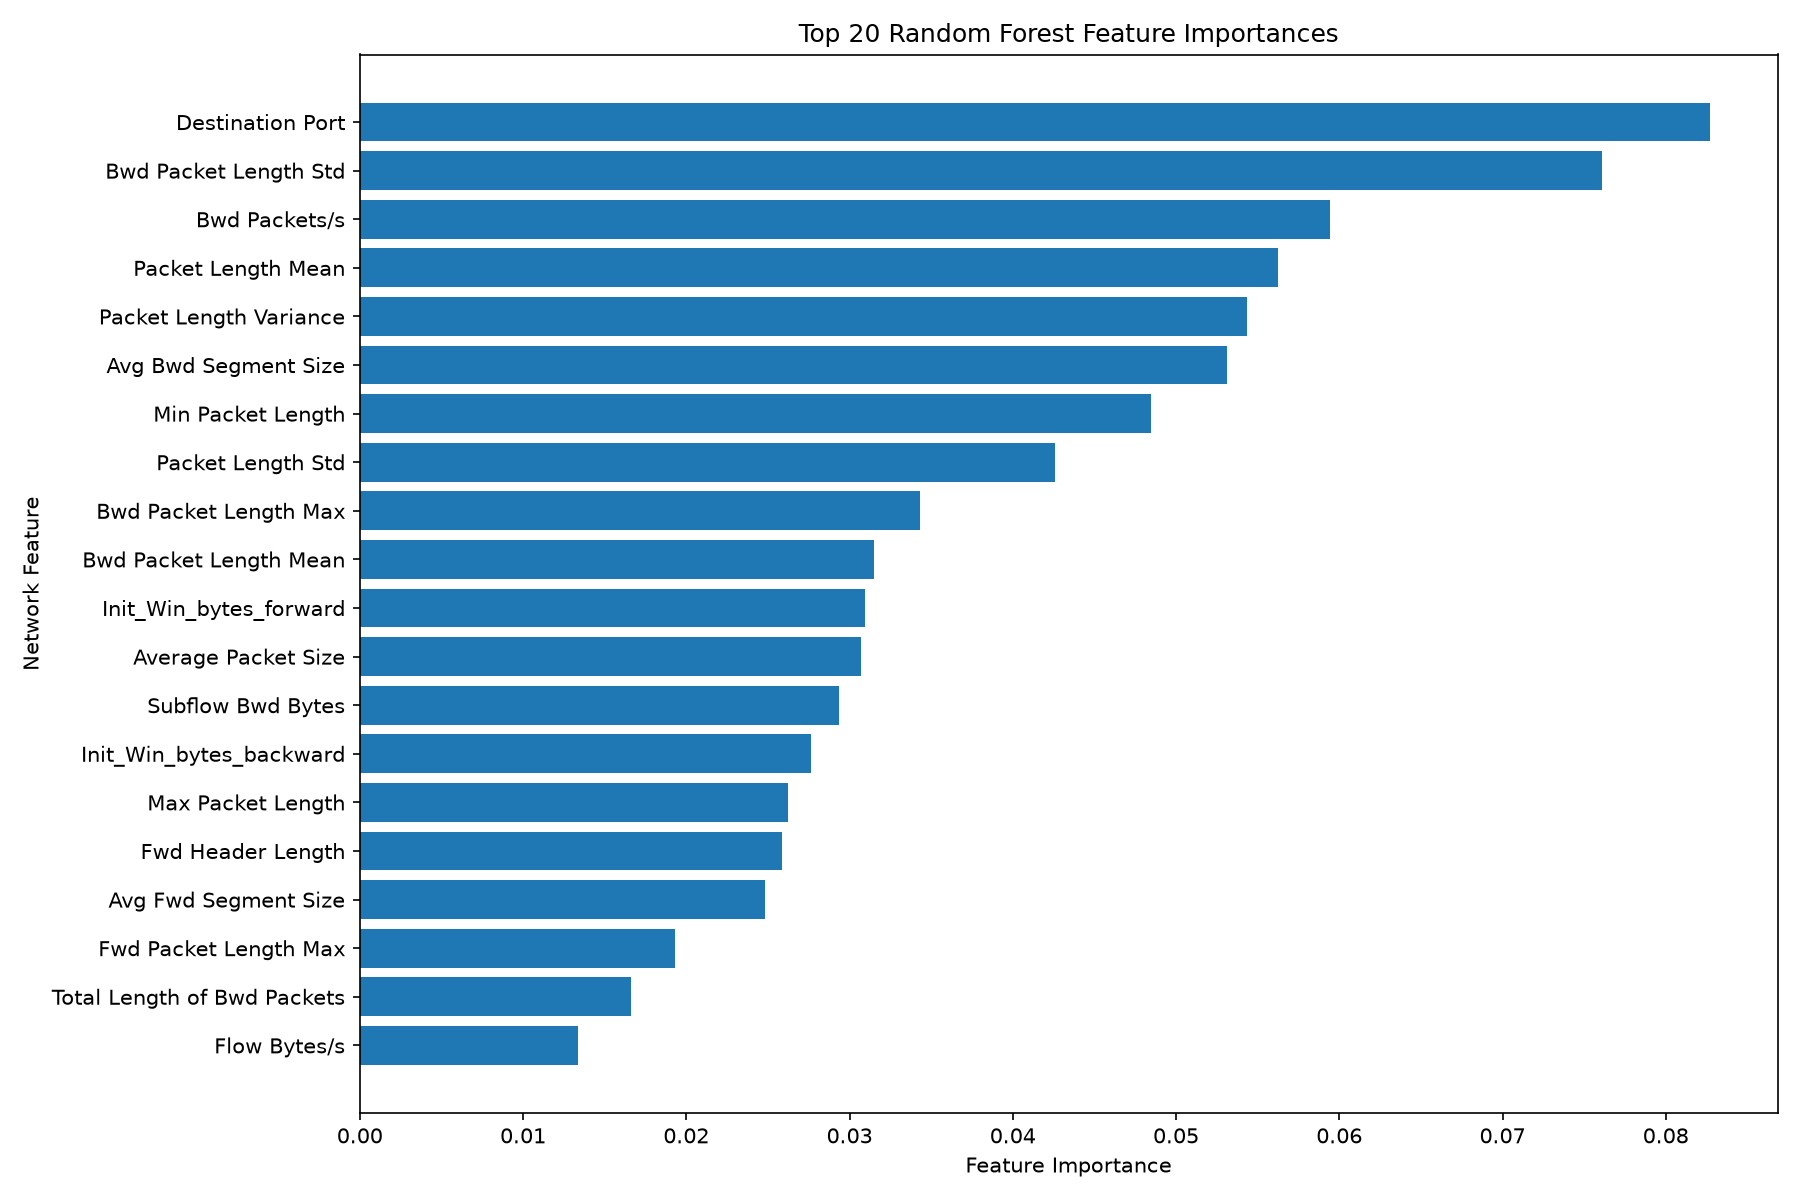 Top 20 Random Forest Feature Importances
Network Feature
Destination Port
Bwd Packet Length Std
Bwd Packets/s
Packet Length Mean
Packet Length Variance
Avg Bwd Segment Size
Min Packet Length
Packet Length Std
Bwd Packet Length Max
Bwd Packet Length Mean
Init_Win_bytes_forward
Average Packet Size
Subflow Bwd Bytes
Init_Win_bytes_backward
Max Packet Length
Fwd Header Length
Avg Fwd Segment Size
Fwd Packet Length Max
Total Length of Bwd Packets
Flow Bytes/s
0.00 0.01 0.02 0.03 0.04 0.05 0.06 0.07 0.08
Feature Importance